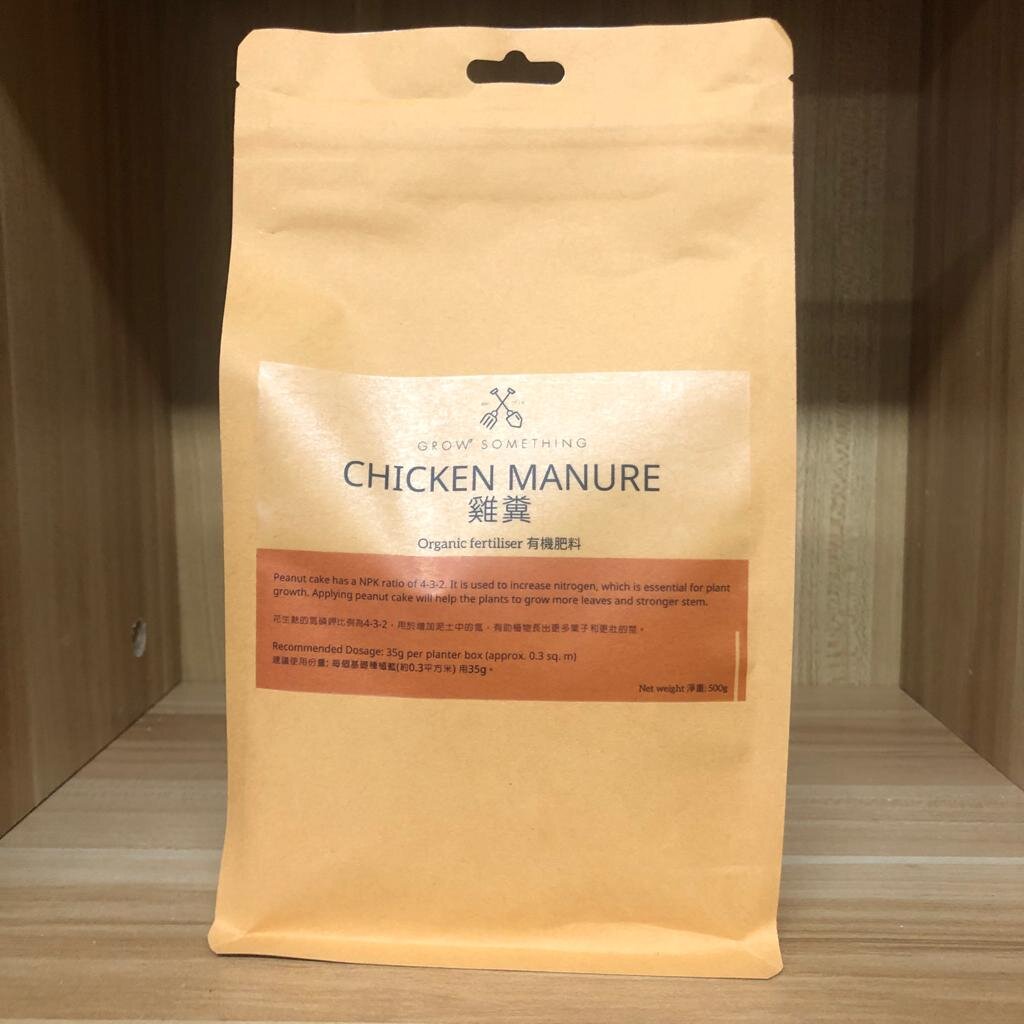 GROW SOMETHING
CHICKEN MANURE
雞糞
Organic fertiliser 有機肥料
Peanut cake has a NPK ratio of 4-3-2. It is used to increase nitrogen, which is essential for plant
growth. Applying peanut cake will help the plants to grow more leaves and stronger stem.
花生麩的氮磷鉀比例為4-3-2，用於增加泥土中的氮，有助植物長出更多葉子和更壯的莖。
Recommended Dosage: 35g per planter box (approx. 0.3 sq. m)
建議使用份量: 每個基礎種植籃(約0.3平方米) 用35g。
Net weight 淨重: 500g